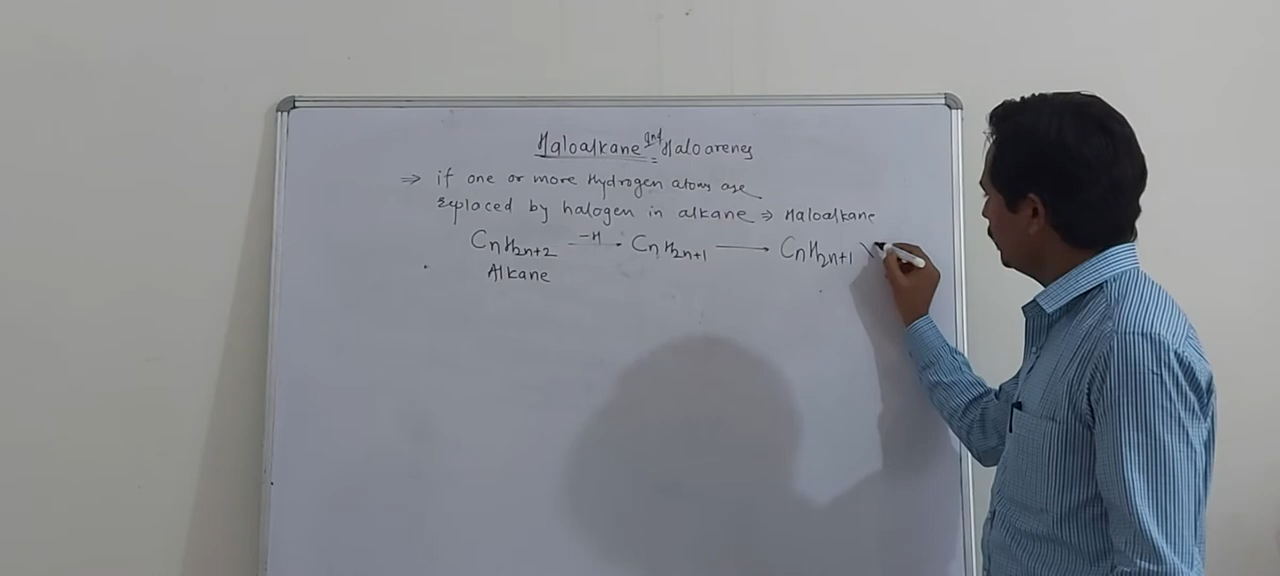 Haloalkane and Haloarenes
⇒ if one or more Hydrogen atoms are
replaced by halogen in alkane ⇒ Haloalkane
CnH2n+2 —-H→ CnH2n+1 ⟶ CnH2n+1
Alkane